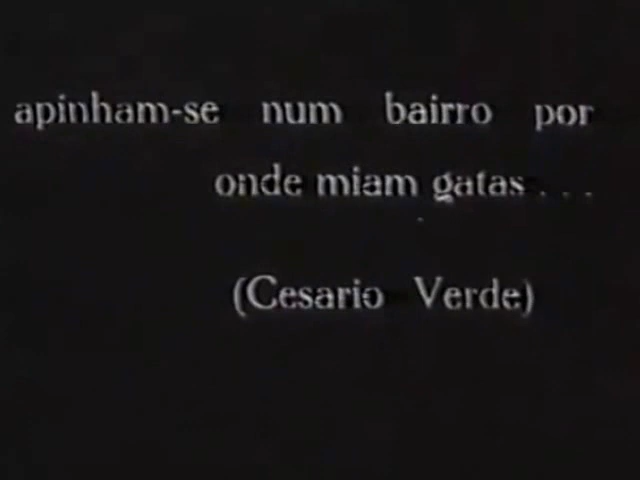 apinham-se num bairro por
onde miam gatas . . .
(Cesario Verde)